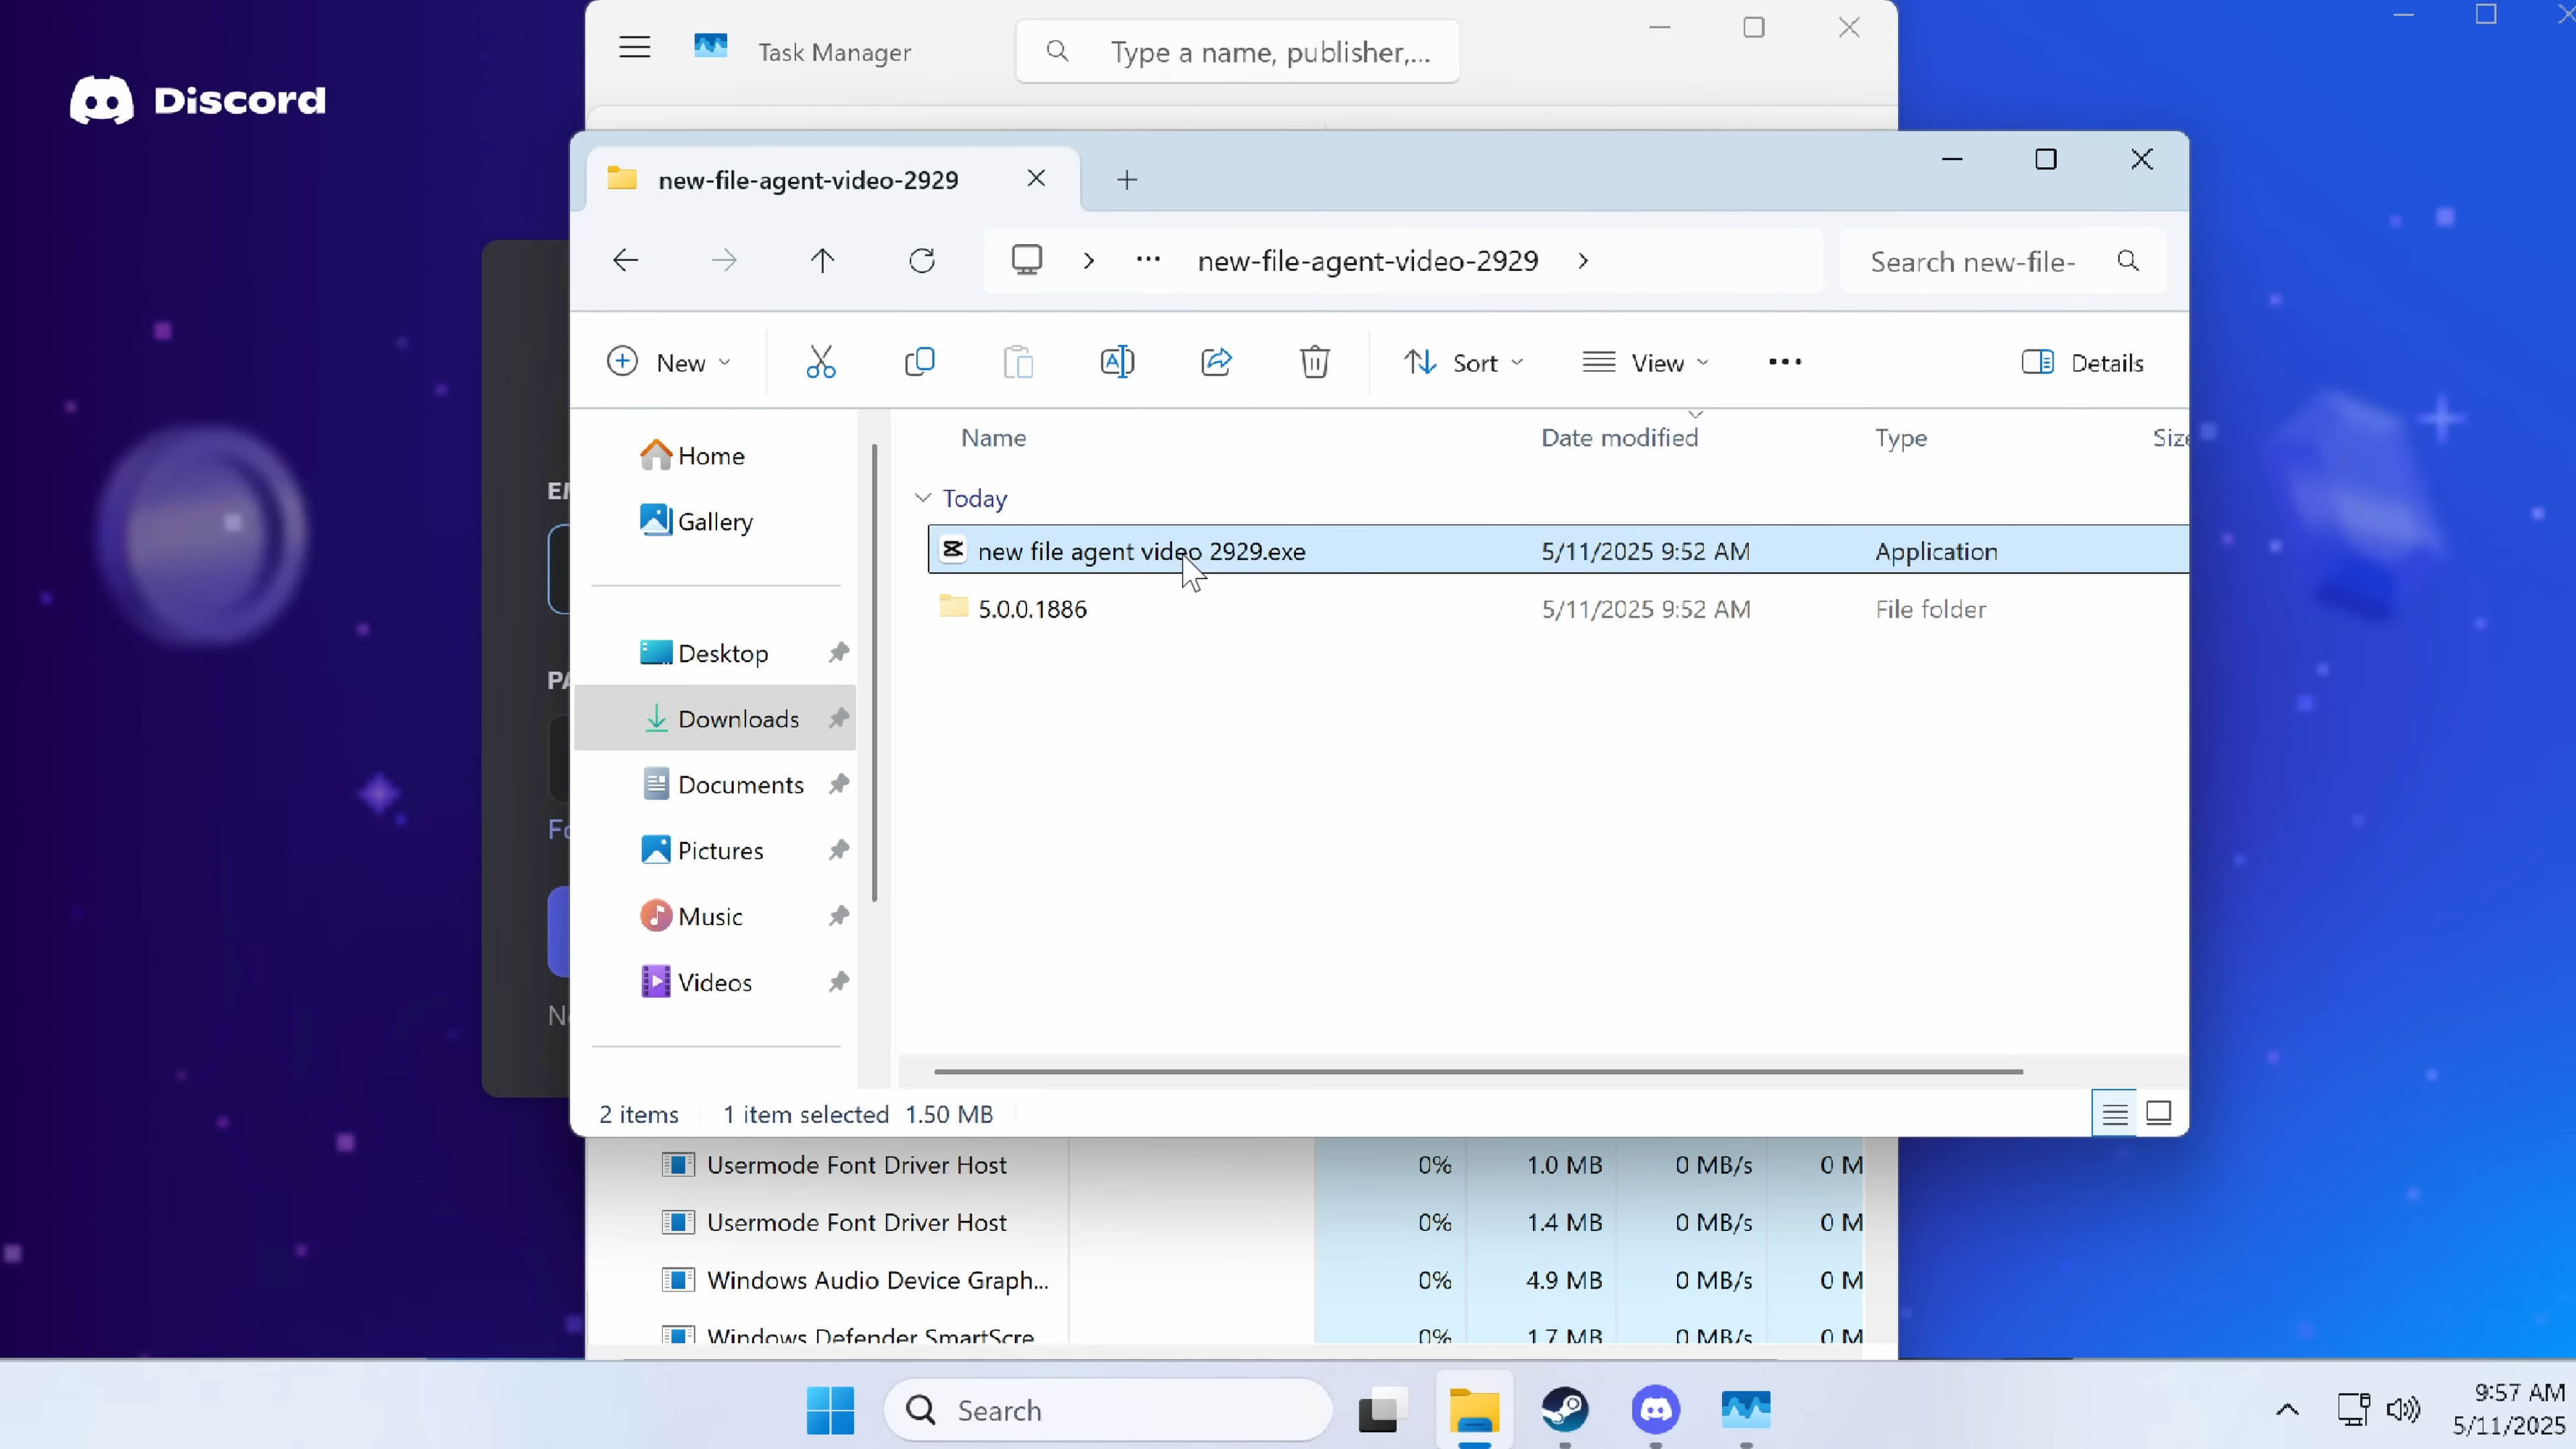 Discord
Task Manager
Type a name, publisher,...
new-file-agent-video-2929
new-file-agent-video-2929
Search new-file-
New
Sort
View
Details
Name
Date modified
Type
Today
new file agent video 2929.exe
5/11/2025 9:52 AM
Application
5.0.0.1886
5/11/2025 9:52 AM
File folder
Home
Gallery
Desktop
Downloads
Documents
Pictures
Music
Videos
2 items
1 item selected 1.50 MB
Usermode Font Driver Host 0% 1.0 MB 0 MB/s 0 M
Usermode Font Driver Host 0% 1.4 MB 0 MB/s 0 M
Windows Audio Device Graph... 0% 4.9 MB 0 MB/s 0 M
Windows Defender SmartScre 0% 1.7 MB 0 MB/s 0 M
Search
9:57 AM
5/11/2025